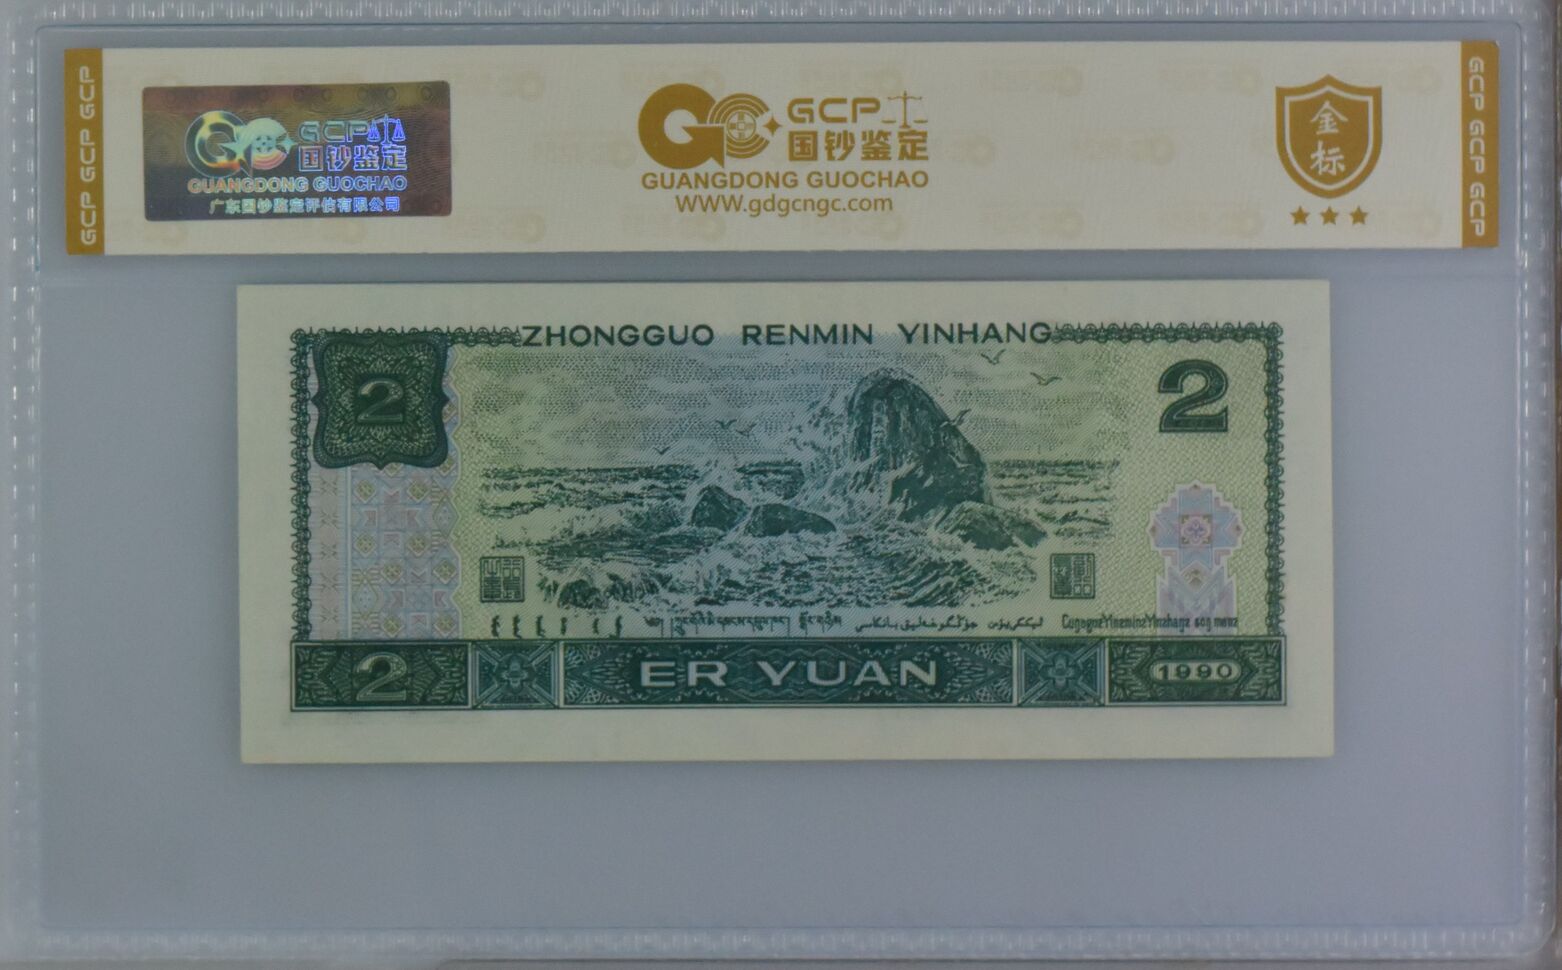 GCP GCP GCP
GCP
国钞鉴定
GUANGDONG GUOCHAO
广东国钞鉴定评估有限公司
GCP
国钞鉴定
GUANGDONG GUOCHAO
WWW.gdgcngc.com
金标
GCP GCP GCP
ZHONGGUO RENMIN YINHANG
2
2
2
ER YUAN
1990